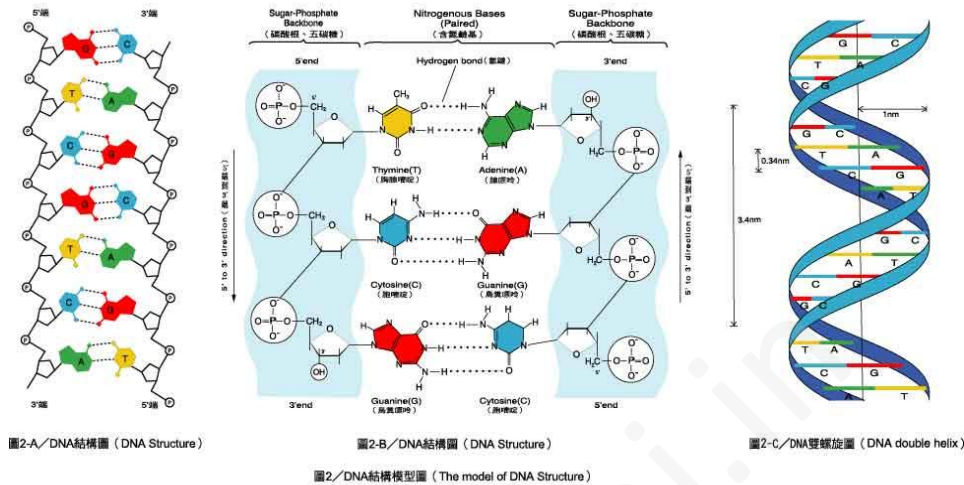 5'端
3'端
G
C
T
A
C
G
G
C
T
A
C
G
A
T
3'端
5'端
圖2-A／DNA結構圖（DNA Structure）
Sugar-Phosphate
Backbone
（磷酸根、五碳糖）
Nitrogenous Bases
(Paired)
（含氮鹼基）
Sugar-Phosphate
Backbone
（磷酸根、五碳糖）
5'end
Hydrogen bond（氫鍵）
3'end
Thymine(T)
（胸腺嘧啶）
Adenine(A)
（腺嘌呤）
Cytosine(C)
（胞嘧啶）
Guanine(G)
（鳥糞嘌呤）
Guanine(G)
（鳥糞嘌呤）
Cytosine(C)
（胞嘧啶）
3'end
5'end
5' to 3' direction
5' to 3' direction
圖2-B／DNA結構圖（DNA Structure）
G C
T A
C G
1nm
0.34nm
3.4nm
G C
T A
C G
A T
G C
A T
C G
G C
T A
C G
A T
圖2-C／DNA雙螺旋圖（DNA double helix）
圖2／DNA結構模型圖（The model of DNA Structure）